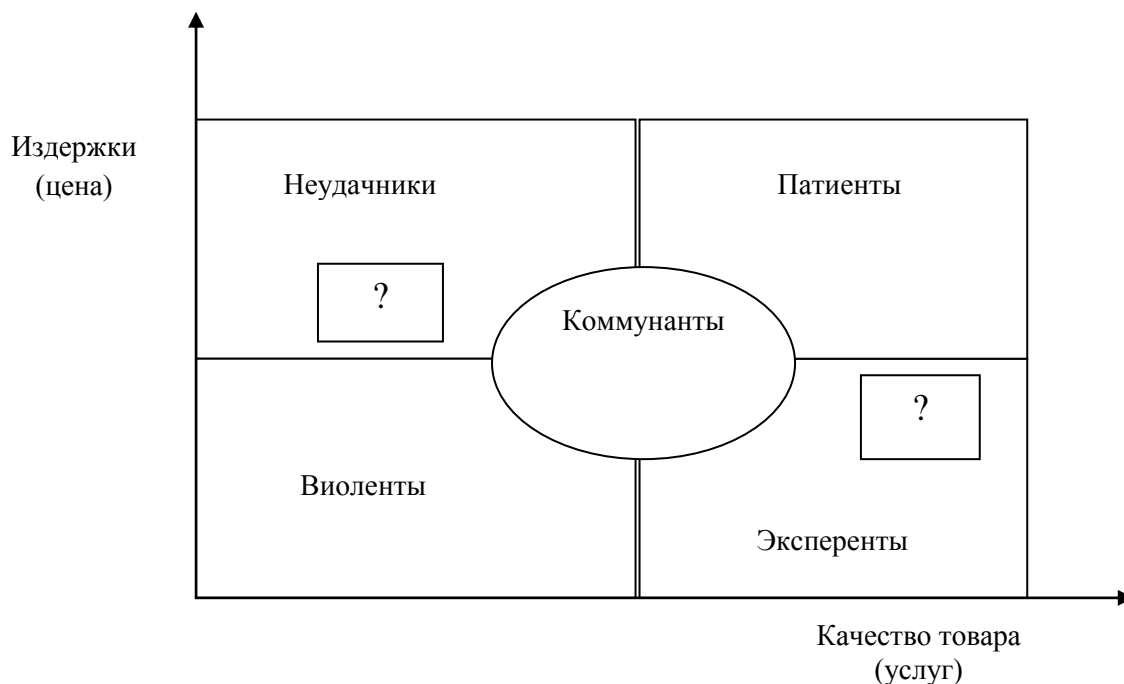 Издержки
(цена)
Неудачники
Патиенты
?
Коммунанты
?
Виоленты
Эксперенты
Качество товара
(услуг)